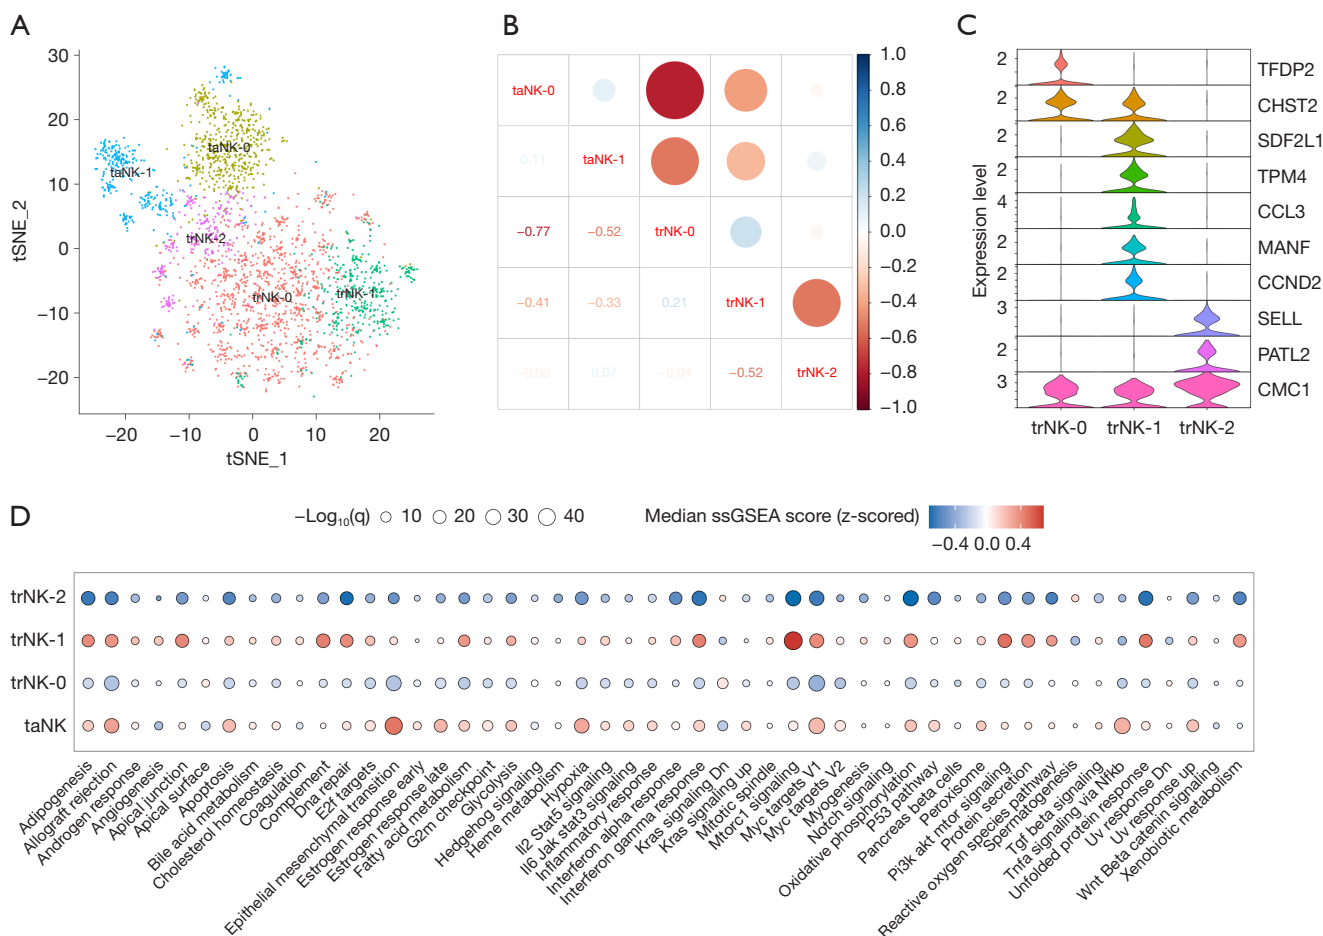 A
30
20
10
0
−10
−20
tSNE_2
−20
−10
0
10
20
tSNE_1
taNK-0
taNK-1
trNK-2
trNK-0
trNK-1
B
taNK-0
0.11
taNK-1
−0.77
−0.52
trNK-0
−0.41
−0.33
0.21
trNK-1
−0.03
0.07
−0.04
−0.52
trNK-2
1.0
0.8
0.6
0.4
0.2
0.0
−0.2
−0.4
−0.6
−0.8
−1.0
C
Expression level
2
TFDP2
2
CHST2
2
SDF2L1
2
TPM4
4
CCL3
2
MANF
2
CCND2
3
SELL
2
PATL2
3
CMC1
trNK-0
trNK-1
trNK-2
D
−Log₁₀(q)
10
20
30
40
Median ssGSEA score (z-scored)
−0.4 0.0 0.4
trNK-2
trNK-1
trNK-0
taNK
Adipogenesis
Allograft rejection
Androgen response
Angiogenesis
Apical junction
Apical surface
Apoptosis
Bile acid metabolism
Cholesterol homeostasis
Coagulation
Complement
Dna repair
E2f targets
Epithelial mesenchymal transition
Estrogen response early
Estrogen response late
Fatty acid metabolism
G2m checkpoint
Glycolysis
Hedgehog signaling
Heme metabolism
Hypoxia
Il2 Stat5 signaling
Il6 Jak stat3 signaling
Inflammatory response
Interferon alpha response
Interferon gamma response
Kras signaling Dn
Kras signaling up
Mitotic spindle
Mtorc1 signaling
Myc targets V1
Myc targets V2
Myogenesis
Notch signaling
Oxidative phosphorylation
P53 pathway
Pancreas beta cells
Peroxisome
Pi3k akt mtor signaling
Protein secretion
Reactive oxygen species pathway
Spermatogenesis
Tgf beta signaling
Tnfa signaling via Nfkb
Unfolded protein response
Uv response Dn
Uv response up
Wnt Beta catenin signaling
Xenobiotic metabolism